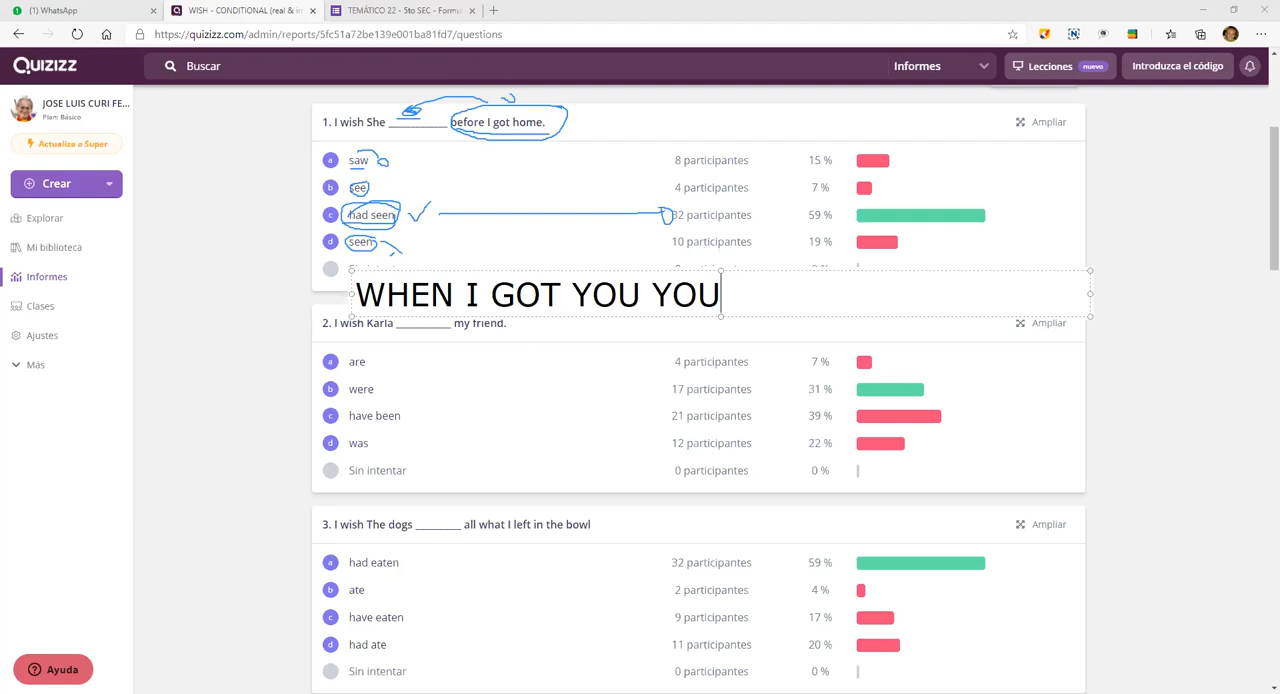 (1) WhatsApp
WISH - CONDITIONAL (real & in
TEMÁTICO 22 - 5to SEC - Formul
https://quizizz.com/admin/reports/5fc51a72be139e001ba81fd7/questions
QUIZIZZ
Buscar
Informes
Lecciones nuevo
Introduzca el código
JOSE LUIS CURI FE...
Plan: Básico
Actualiza a Super
Crear
Explorar
Mi biblioteca
Informes
Clases
Ajustes
Más
Ayuda
1. I wish She __________ before I got home.
Ampliar
a saw 8 participantes 15 %
b see 4 participantes 7 %
c had seen 32 participantes 59 %
d seen 10 participantes 19 %
WHEN I GOT YOU YOU
2. I wish Karla __________ my friend.
Ampliar
a are 4 participantes 7 %
b were 17 participantes 31 %
c have been 21 participantes 39 %
d was 12 participantes 22 %
Sin intentar 0 participantes 0 %
3. I wish The dogs ________ all what I left in the bowl
Ampliar
a had eaten 32 participantes 59 %
b ate 2 participantes 4 %
c have eaten 9 participantes 17 %
d had ate 11 participantes 20 %
Sin intentar 0 participantes 0 %